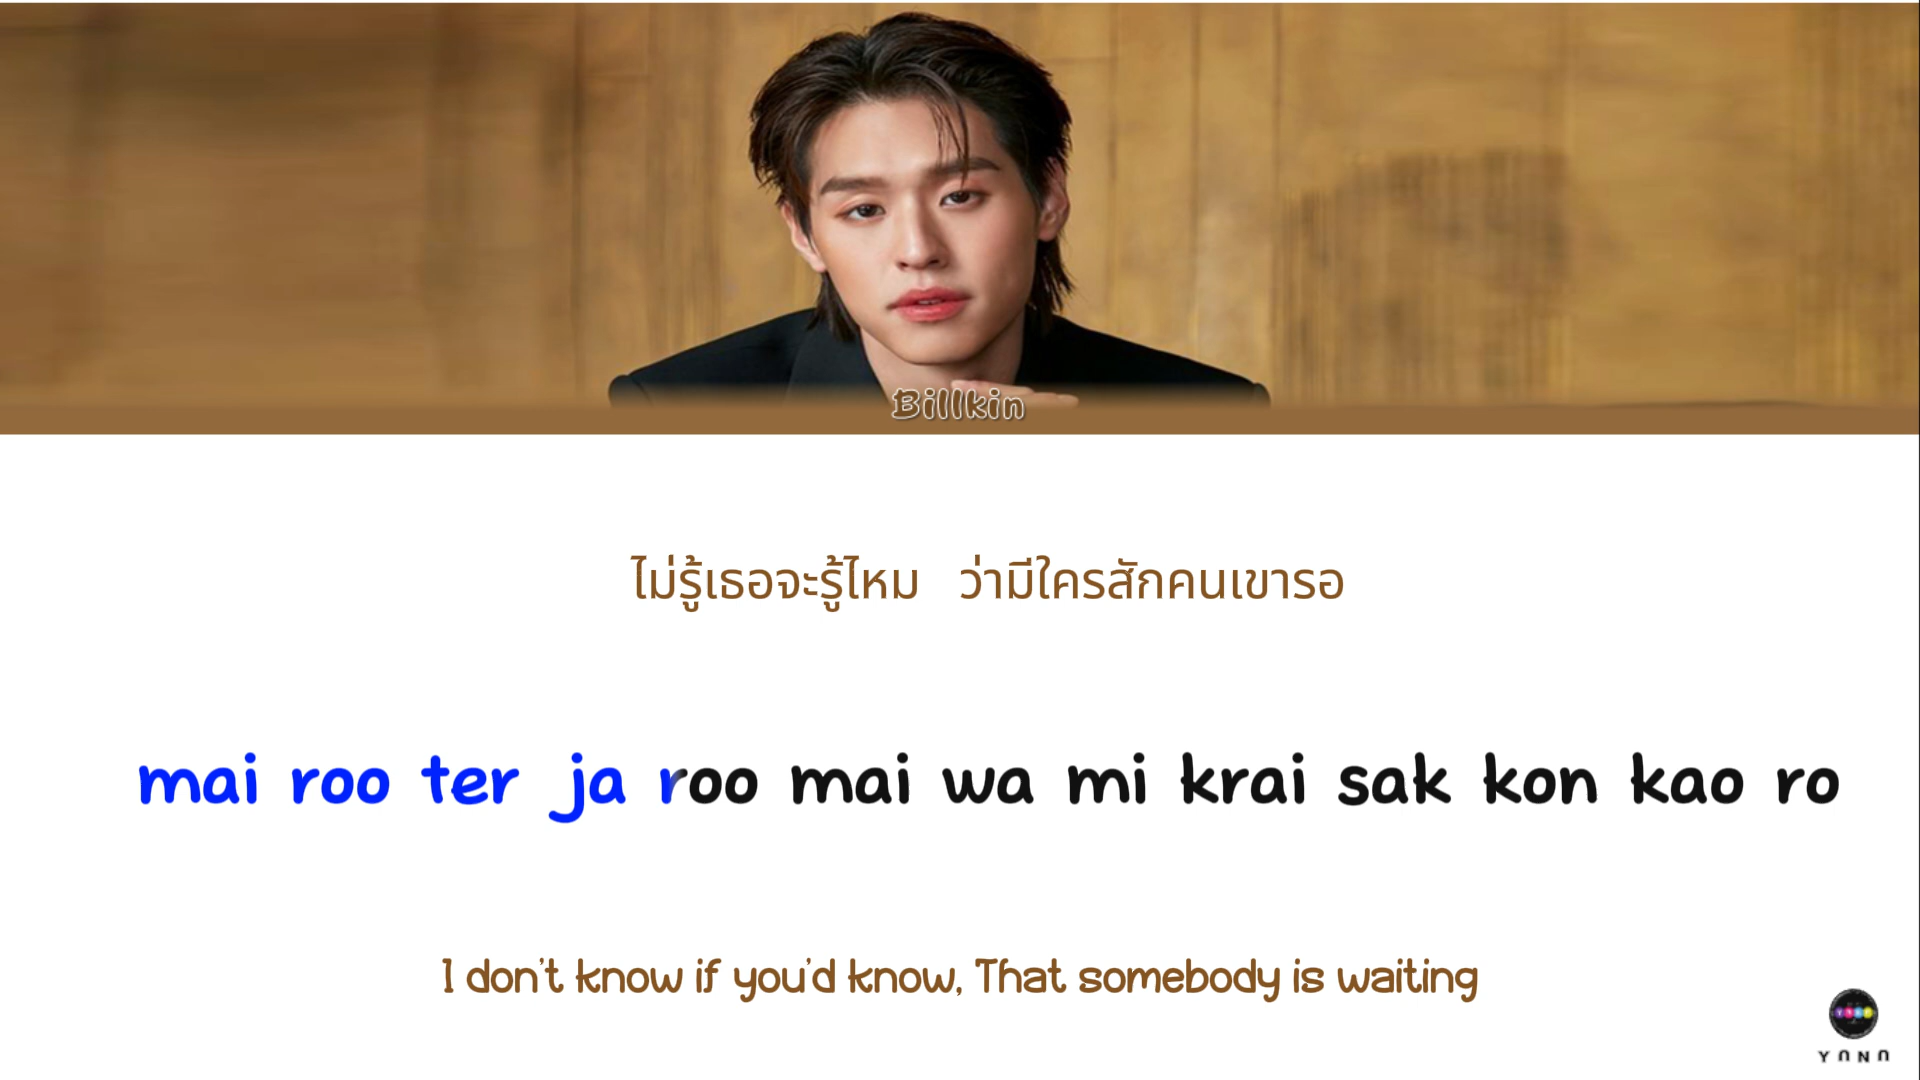 Billkin
ไม่รู้เธอจะรู้ไหม ว่ามีใครสักคนเขารอ
mai roo ter ja roo mai wa mi krai sak kon kao ro
I don't know if you'd know, That somebody is waiting
YANA